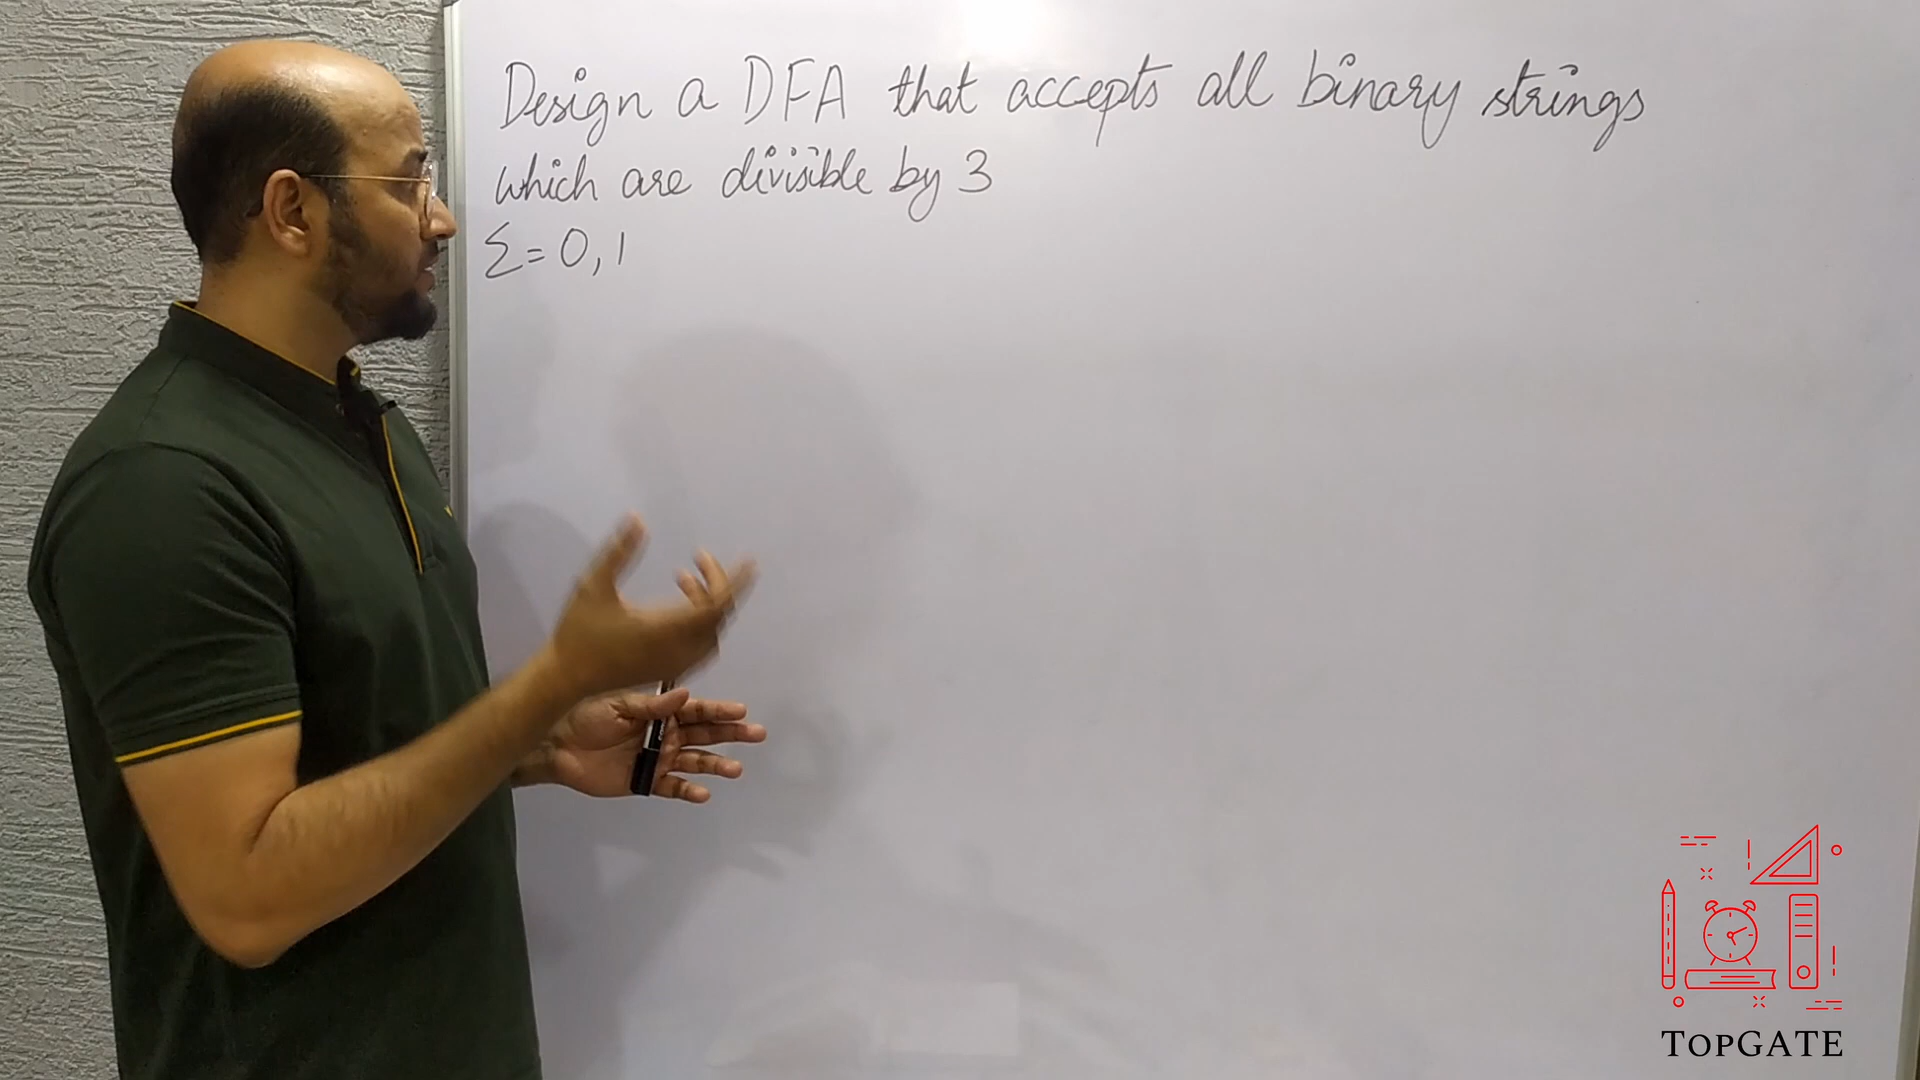 Design a DFA that accepts all binary strings
which are divisible by 3
Σ = 0, 1
TOPGATE